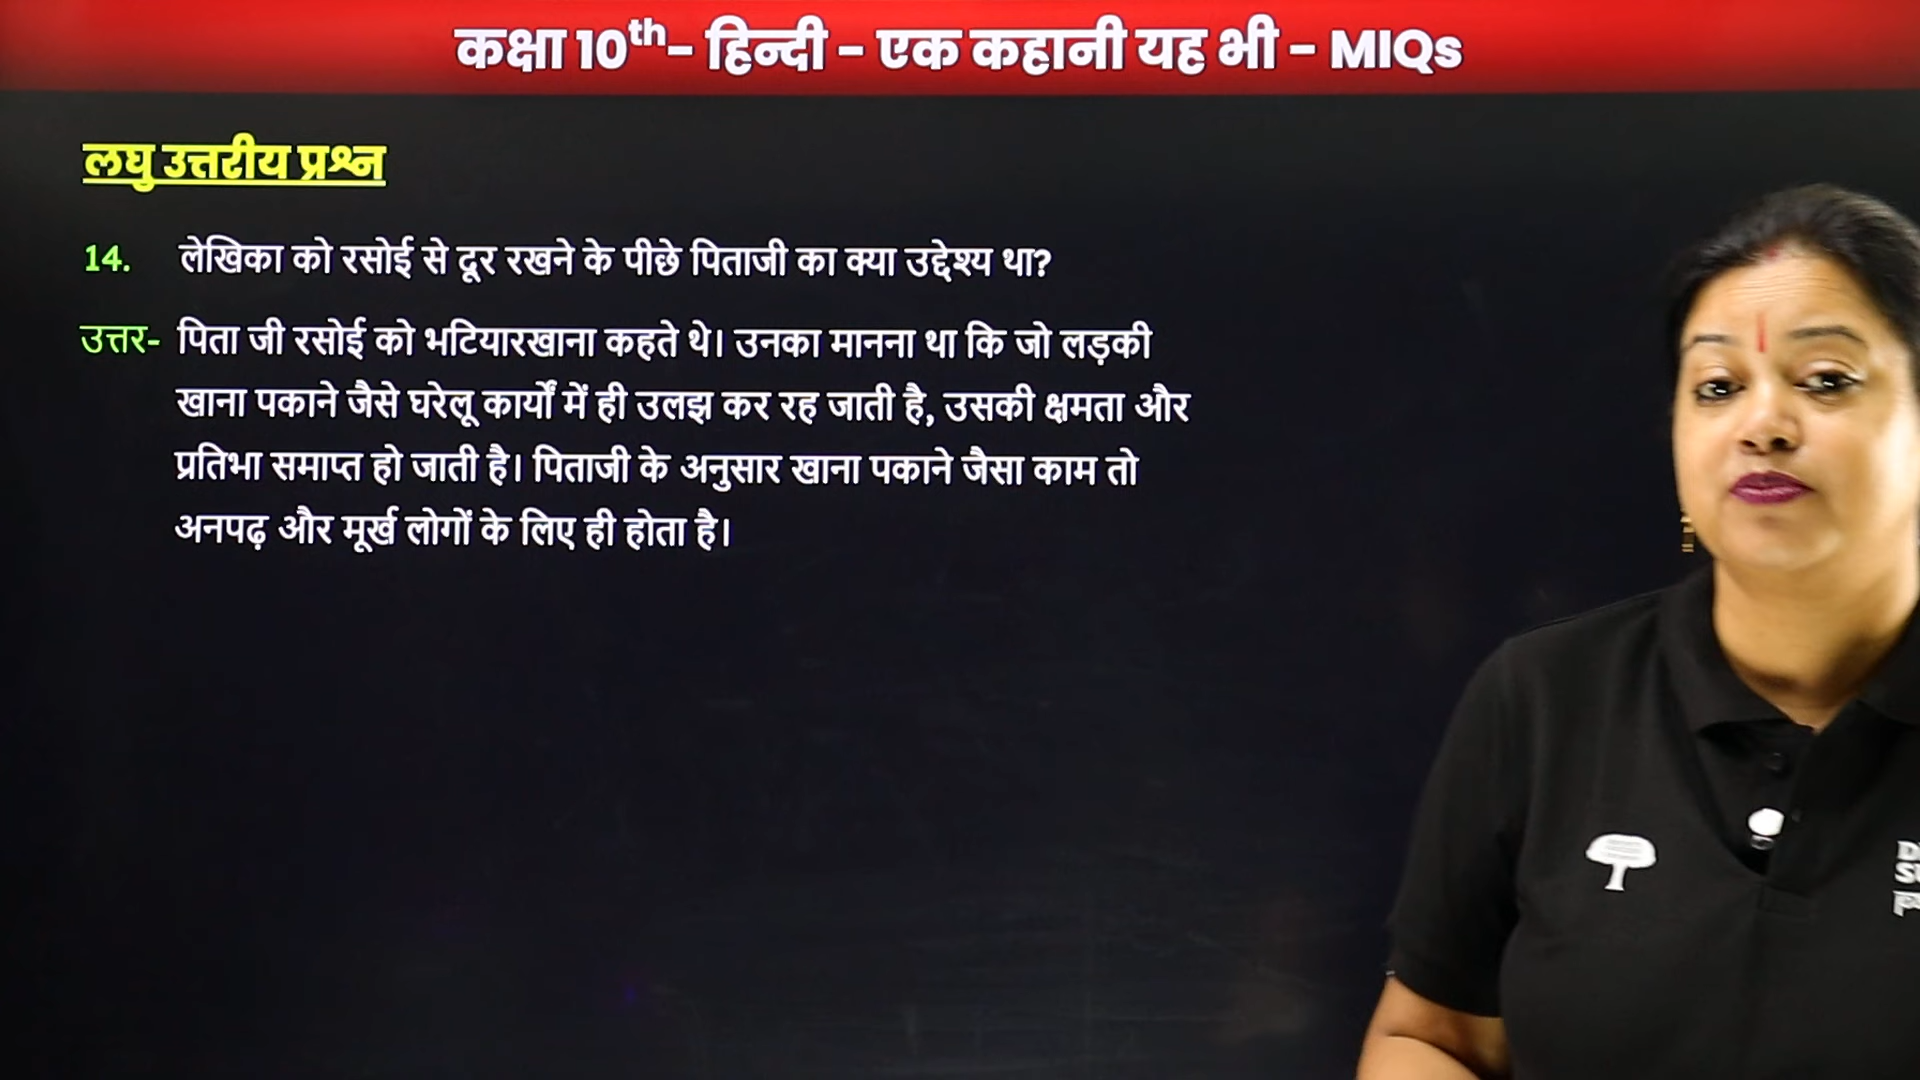 कक्षा 10th - हिन्दी - एक कहानी यह भी - MIQs
लघु उत्तरीय प्रश्न
14. लेखिका को रसोई से दूर रखने के पीछे पिताजी का क्या उद्देश्य था?
उत्तर- पिता जी रसोई को भटियारखाना कहते थे। उनका मानना था कि जो लड़की
खाना पकाने जैसे घरेलू कार्यों में ही उलझ कर रह जाती है, उसकी क्षमता और
प्रतिभा समाप्त हो जाती है। पिताजी के अनुसार खाना पकाने जैसा काम तो
अनपढ़ और मूर्ख लोगों के लिए ही होता है।